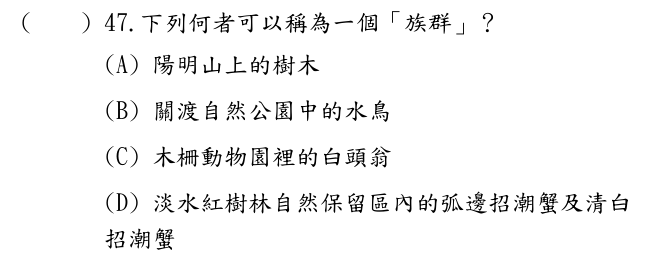 (　　) 47.下列何者可以稱為一個「族群」？
(A) 陽明山上的樹木
(B) 關渡自然公園中的水鳥
(C) 木柵動物園裡的白頭翁
(D) 淡水紅樹林自然保留區內的弧邊招潮蟹及清白
招潮蟹